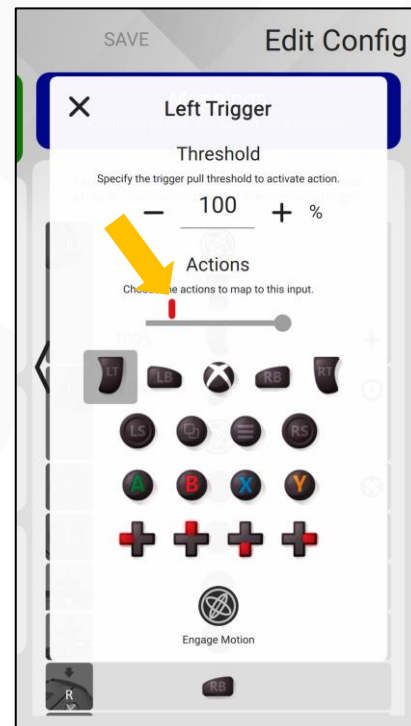 SAVE
Edit Config
Left Trigger
Threshold
Specify the trigger pull threshold to activate action.
100
%
Actions
actions to map to this input.
LT
LB
RB
RT
LS
RS
A
B
X
Y
Engage Motion
R
RB